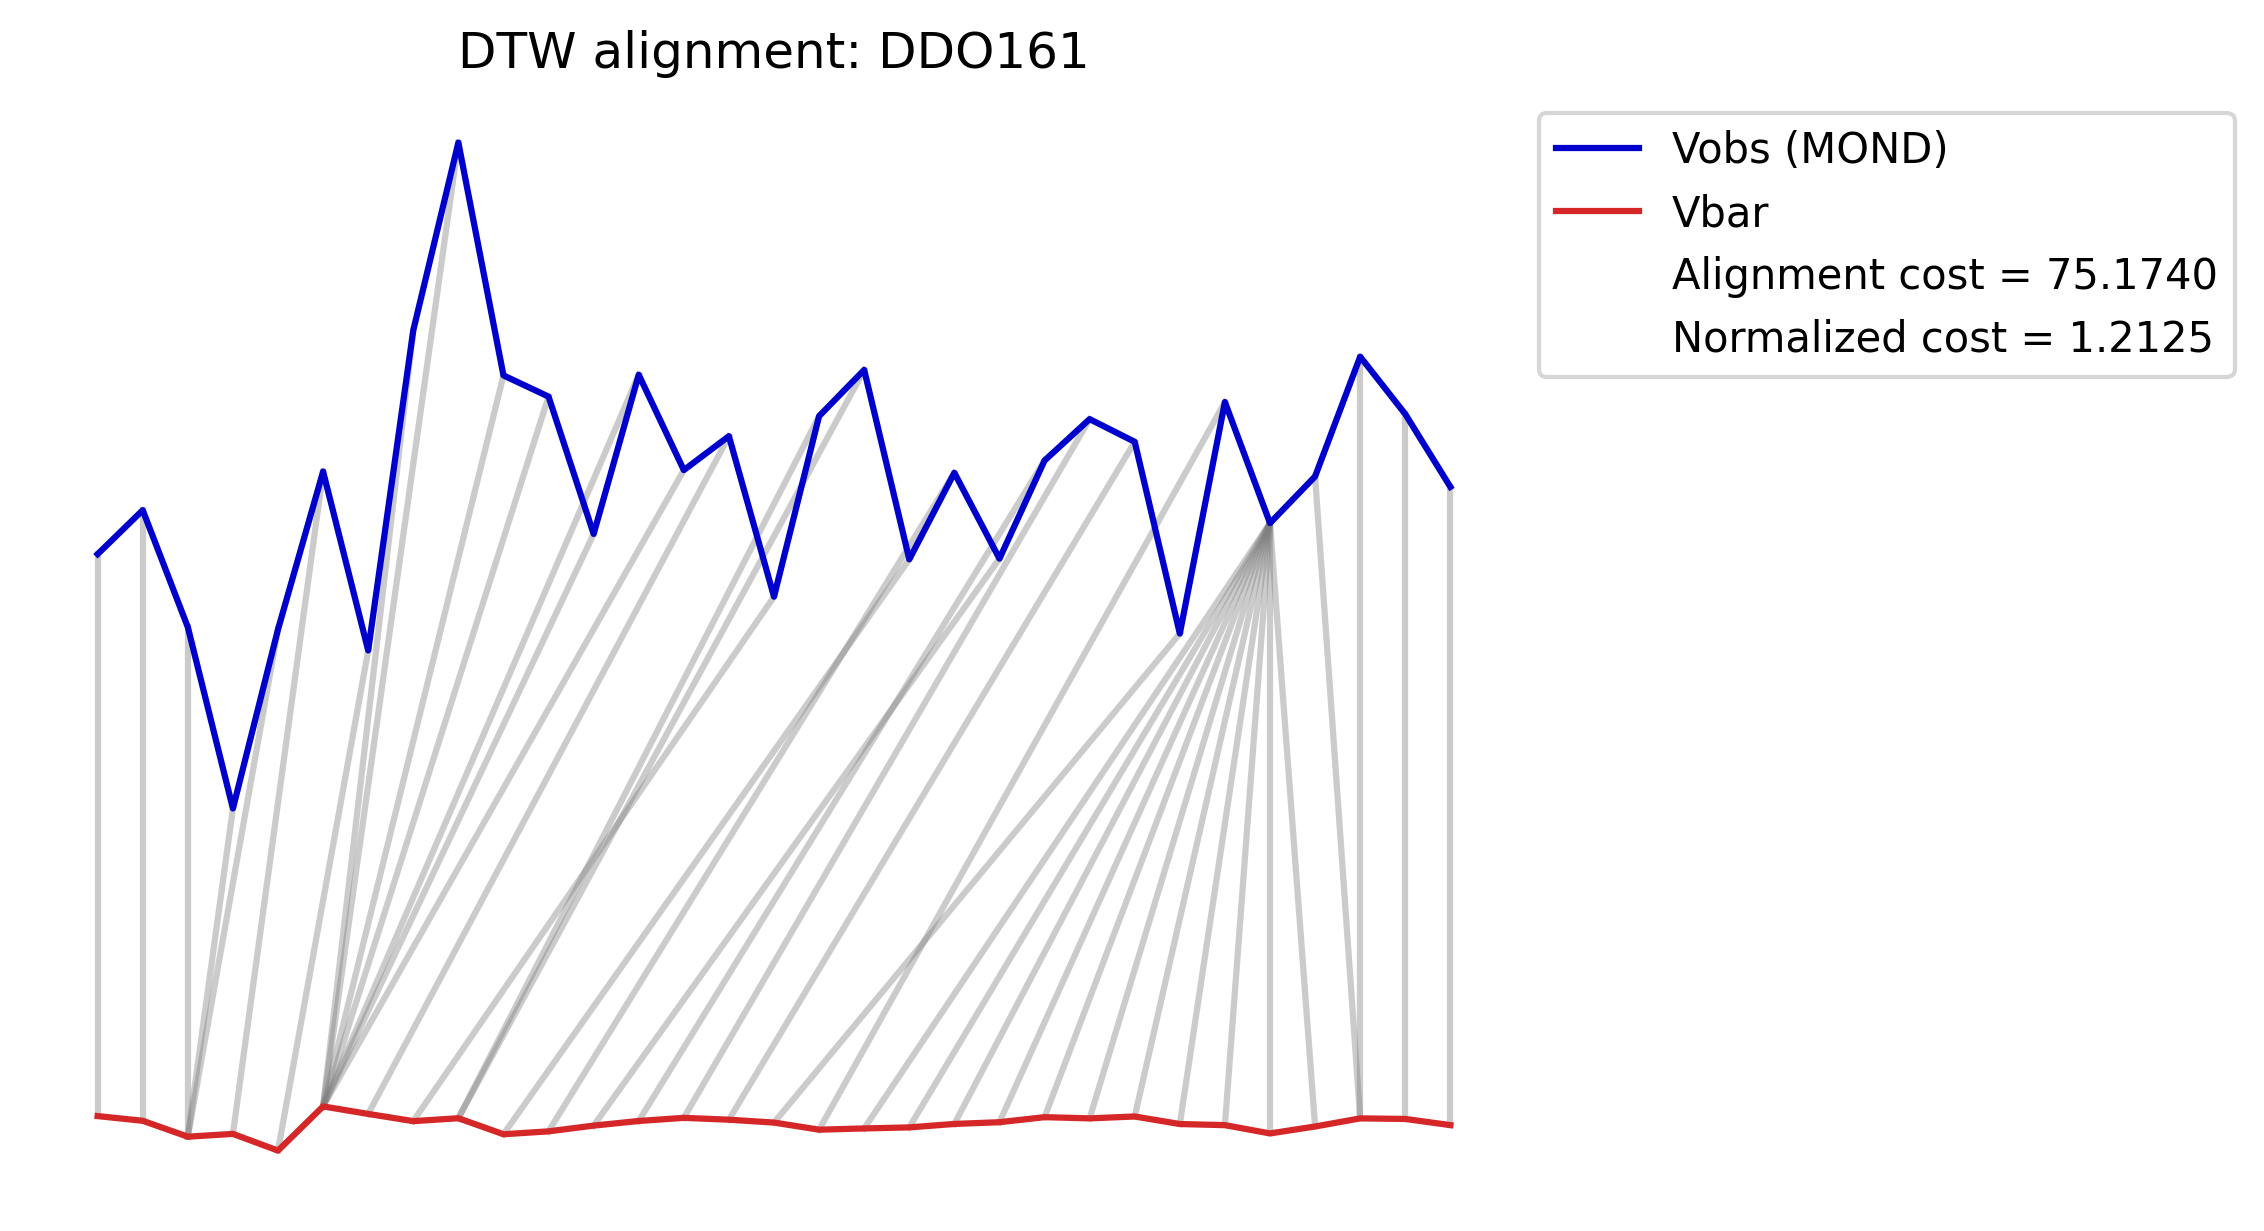 DTW alignment: DDO161
Vobs (MOND)
Vbar
Alignment cost = 75.1740
Normalized cost = 1.2125